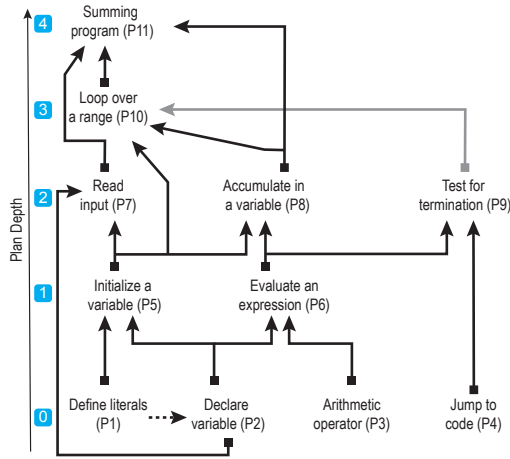 Plan Depth
4
Summing
program (P11)
3
Loop over
a range (P10)
2
Read
input (P7)
Accumulate in
a variable (P8)
Test for
termination (P9)
1
Initialize a
variable (P5)
Evaluate an
expression (P6)
0
Define literals
(P1)
Declare
variable (P2)
Arithmetic
operator (P3)
Jump to
code (P4)